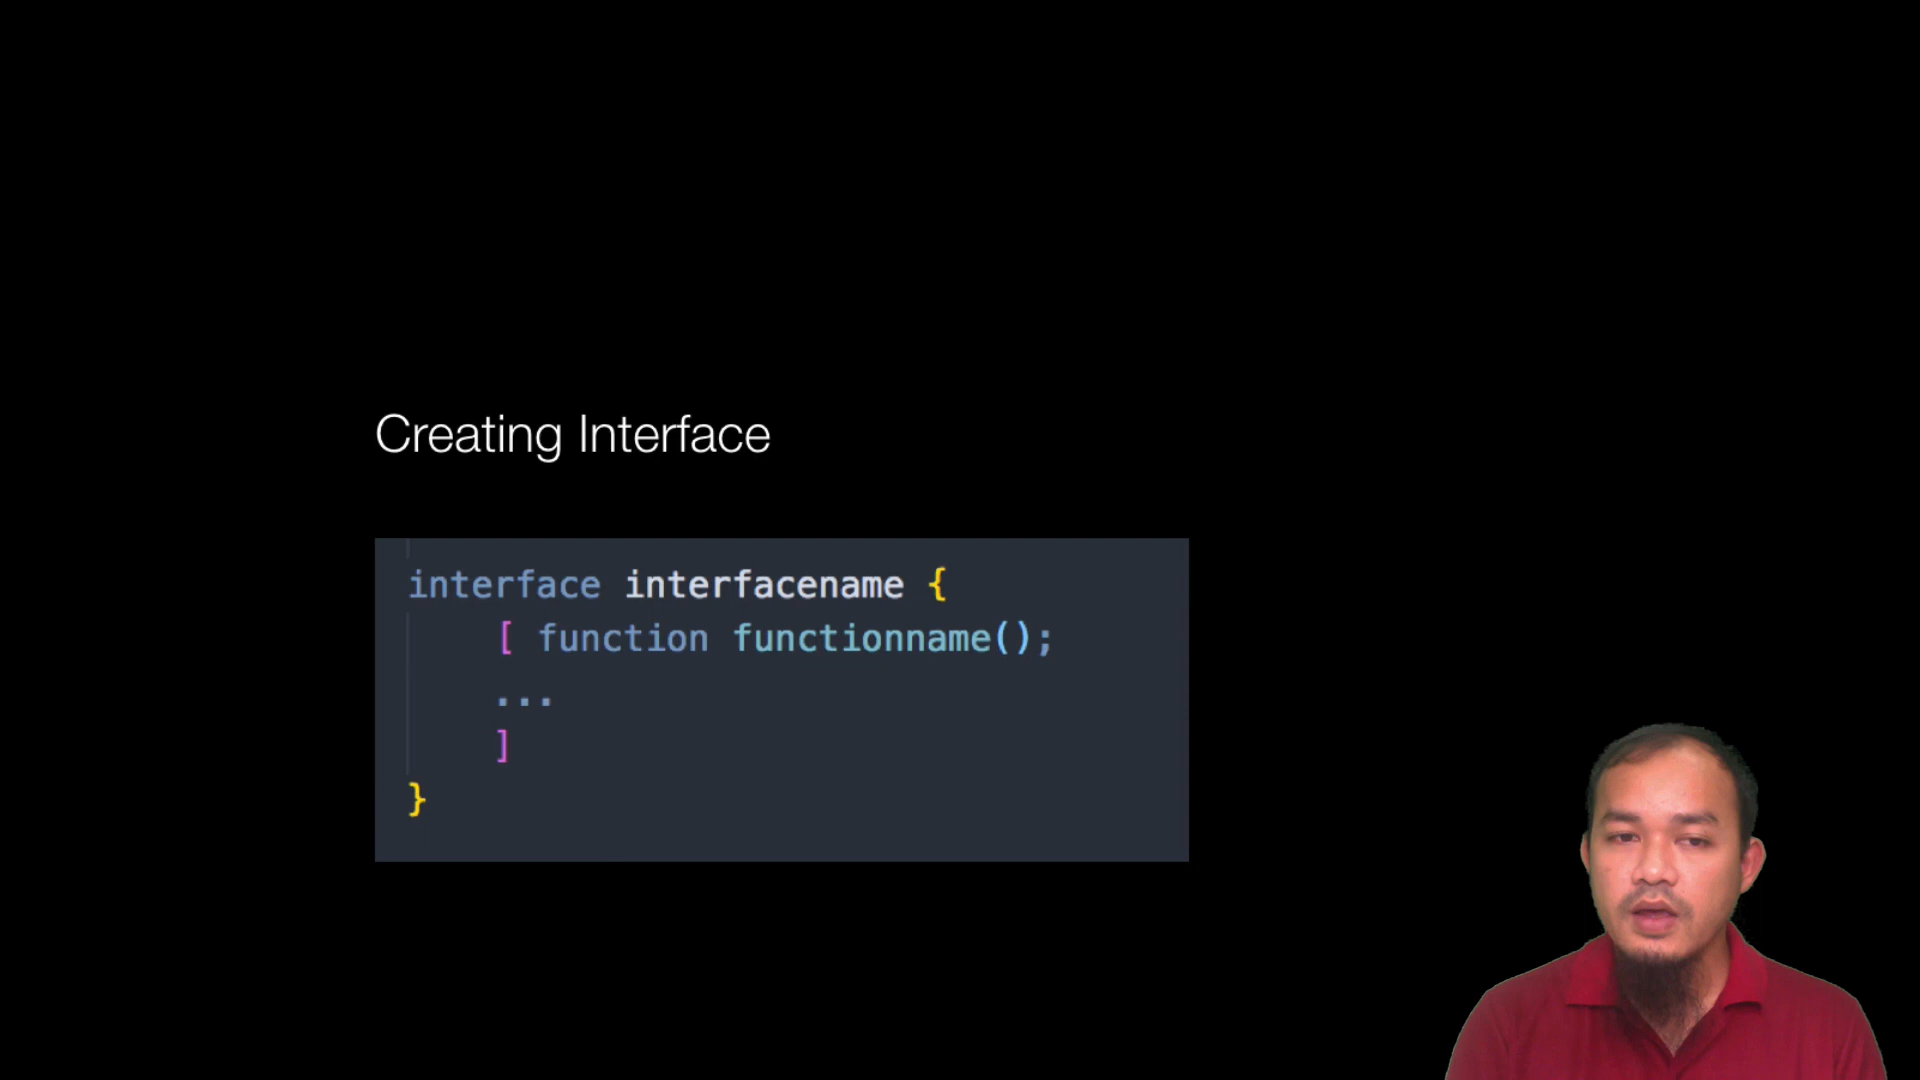 Creating Interface
interface interfacename {
[ function functionname();
...
]
}